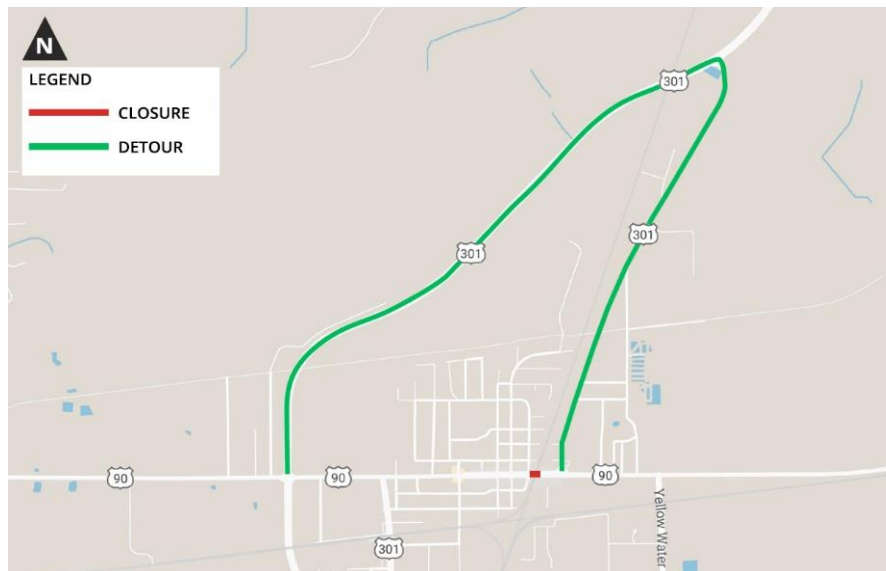 N
LEGEND
CLOSURE
DETOUR
301
301
301
90
90
90
301
Yellow Water